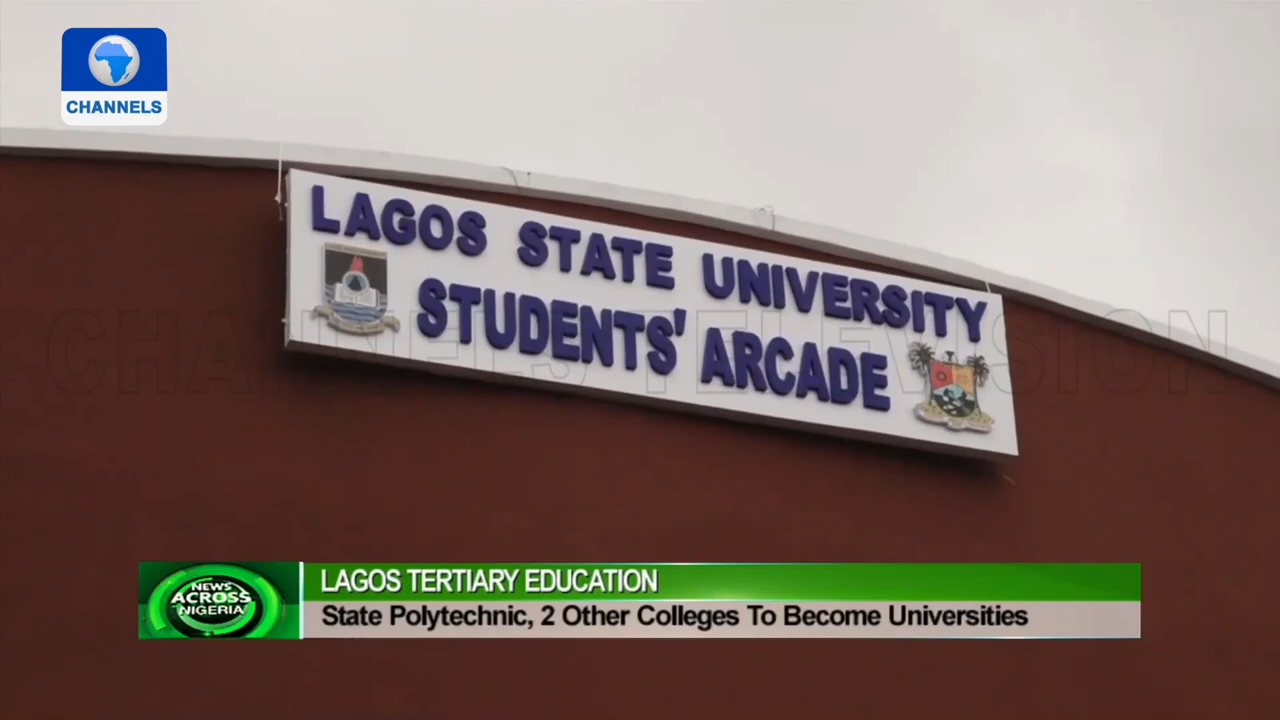 CHANNELS
LAGOS STATE UNIVERSITY
STUDENTS' ARCADE
CHANNELS TELEVISION
NEWS
ACROSS
NIGERIA
LAGOS TERTIARY EDUCATION
State Polytechnic, 2 Other Colleges To Become Universities